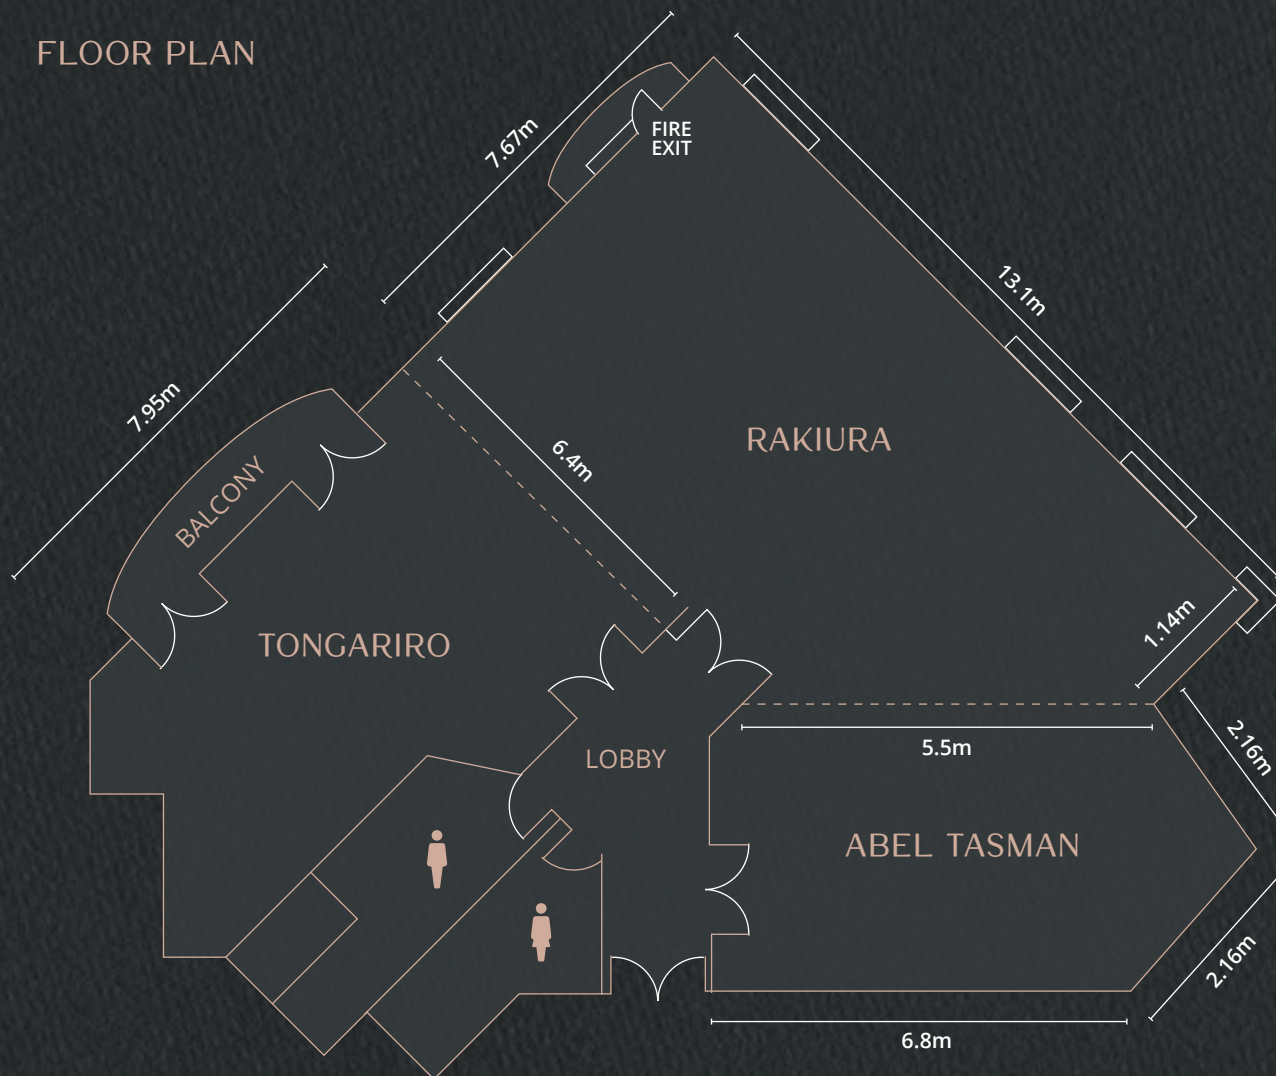 FLOOR PLAN
7.67m
FIRE
EXIT
13.1m
7.95m
6.4m
RAKIURA
BALCONY
TONGARIRO
1.14m
LOBBY
5.5m
2.16m
ABEL TASMAN
2.16m
6.8m